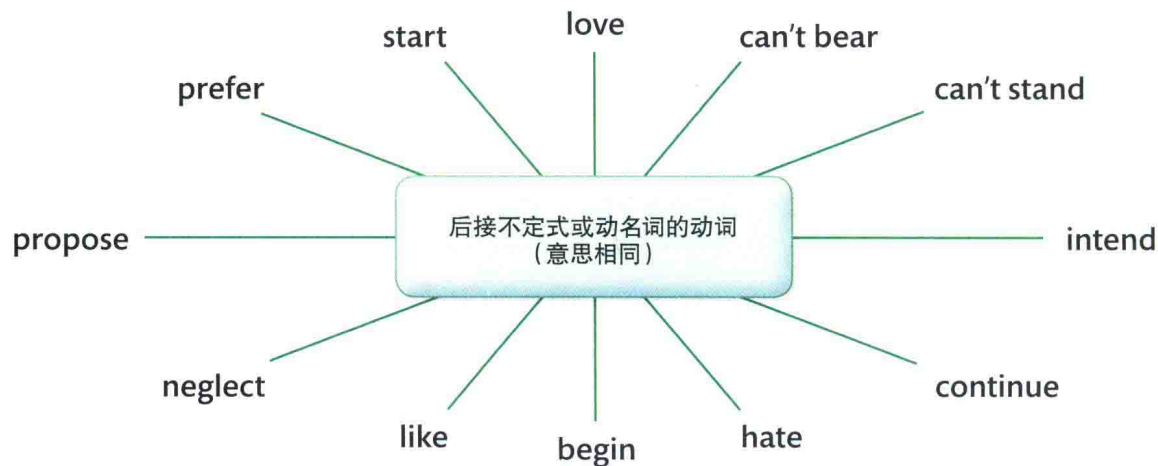 love
start
can't bear
prefer
can't stand
后接不定式或动名词的动词
（意思相同）
propose
intend
neglect
continue
like
begin
hate